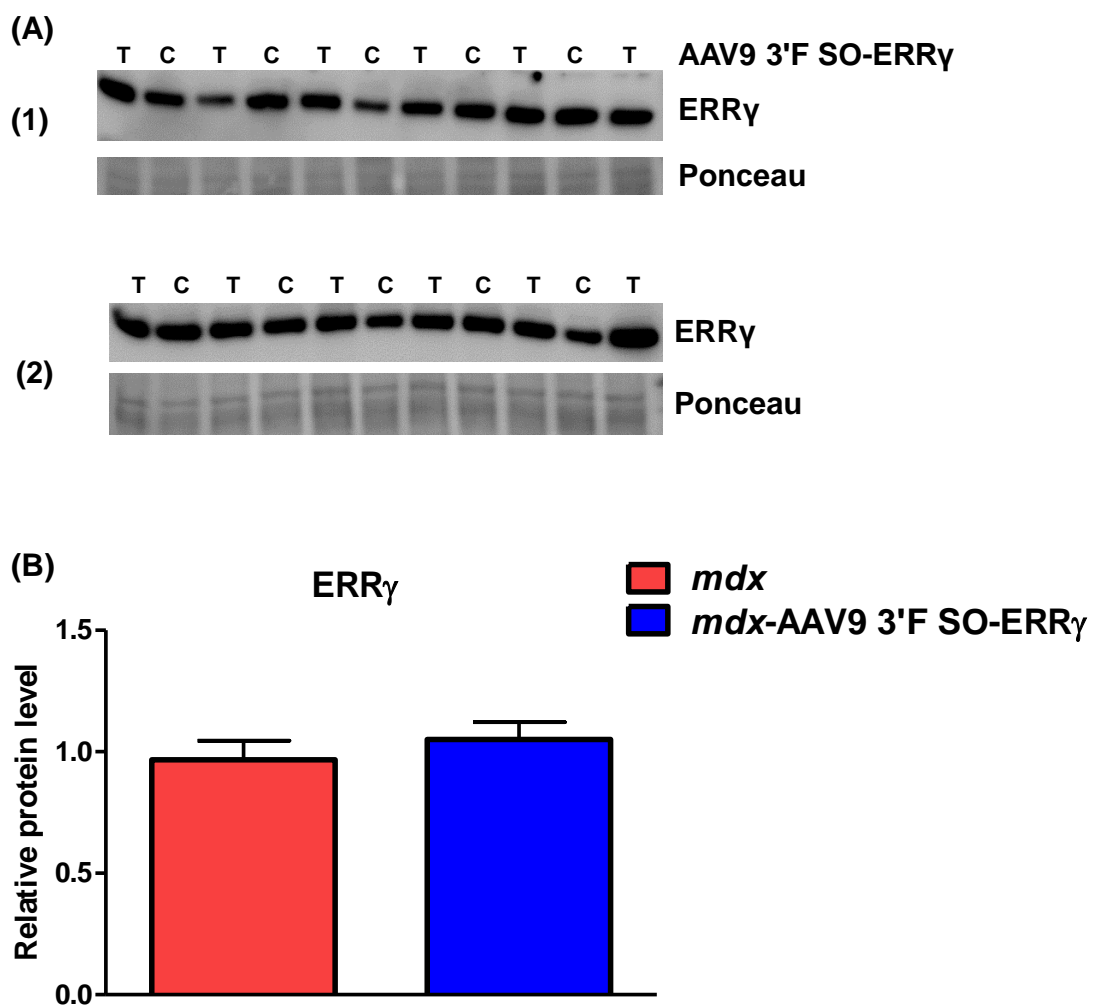 (A)
T C T C T C T C T C T AAV9 3'F SO-ERRγ
(1)
ERRγ
Ponceau
T C T C T C T C T C T
ERRγ
(2)
Ponceau
(B)
ERRγ
mdx
mdx-AAV9 3'F SO-ERRγ
Relative protein level
1.5
1.0
0.5
0.0